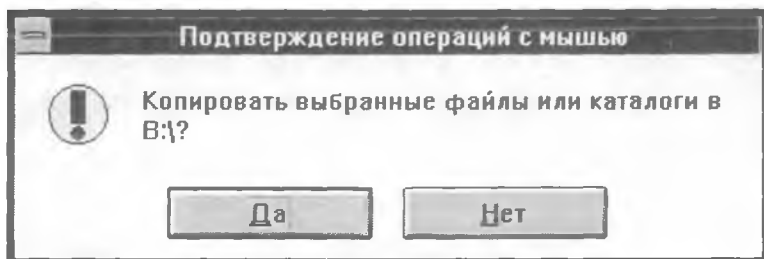 Подтверждение операций с мышью
Копировать выбранные файлы или каталоги в
B:\?
Да
Нет